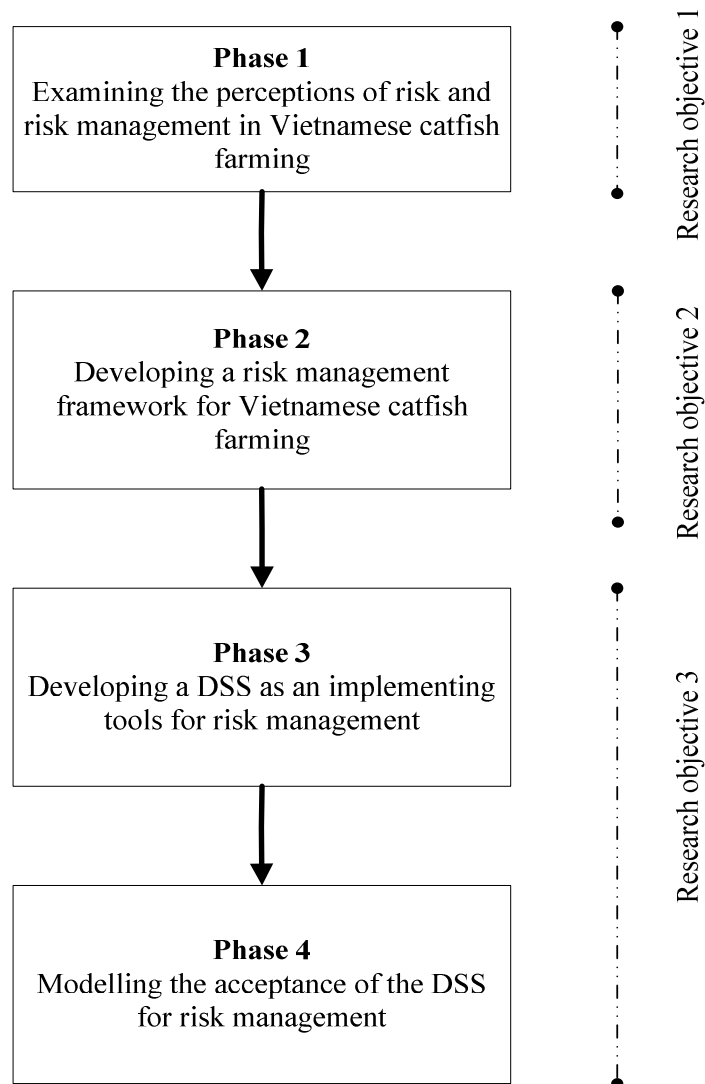 Phase 1
Examining the perceptions of risk and
risk management in Vietnamese catfish
farming
Research objective 1
Phase 2
Developing a risk management
framework for Vietnamese catfish
farming
Research objective 2
Phase 3
Developing a DSS as an implementing
tools for risk management
Research objective 3
Phase 4
Modelling the acceptance of the DSS
for risk management